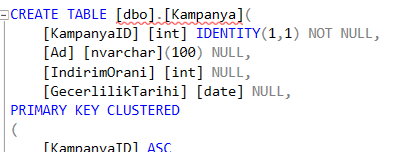 CREATE TABLE [dbo].[Kampanya](
[KampanyaID] [int] IDENTITY(1,1) NOT NULL,
[Ad] [nvarchar](100) NULL,
[IndirimOrani] [int] NULL,
[GecerlilikTarihi] [date] NULL,
PRIMARY KEY CLUSTERED
(
[KampanyaID] ASC